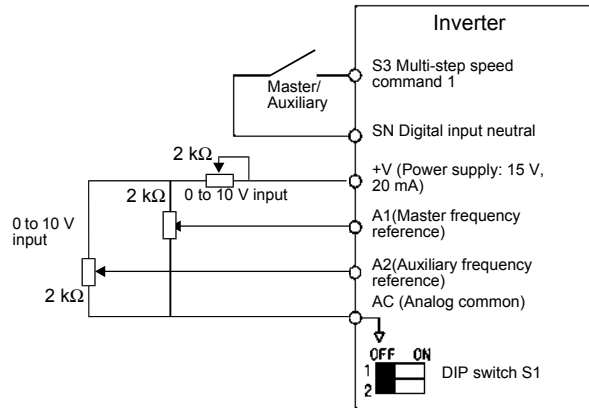 Inverter
S3 Multi-step speed
command 1
Master/
Auxiliary
SN Digital input neutral
2 kΩ
+V (Power supply: 15 V,
20 mA)
0 to 10 V input
2 kΩ
A1(Master frequency
reference)
0 to 10 V
input
A2(Auxiliary frequency
reference)
2 kΩ
AC (Analog common)
OFF ON
1
2
DIP switch S1